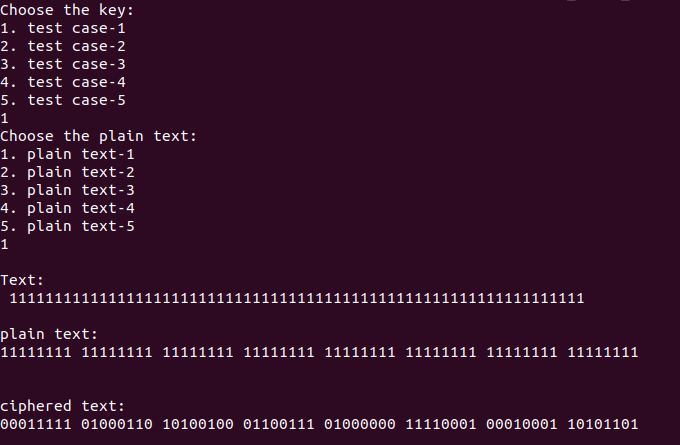 Choose the key:
1. test case-1
2. test case-2
3. test case-3
4. test case-4
5. test case-5
1
Choose the plain text:
1. plain text-1
2. plain text-2
3. plain text-3
4. plain text-4
5. plain text-5
1
Text:
1111111111111111111111111111111111111111111111111111111111111111
plain text:
11111111 11111111 11111111 11111111 11111111 11111111 11111111 11111111
ciphered text:
00011111 01000110 10100100 01100111 01000000 11110001 00010001 10101101